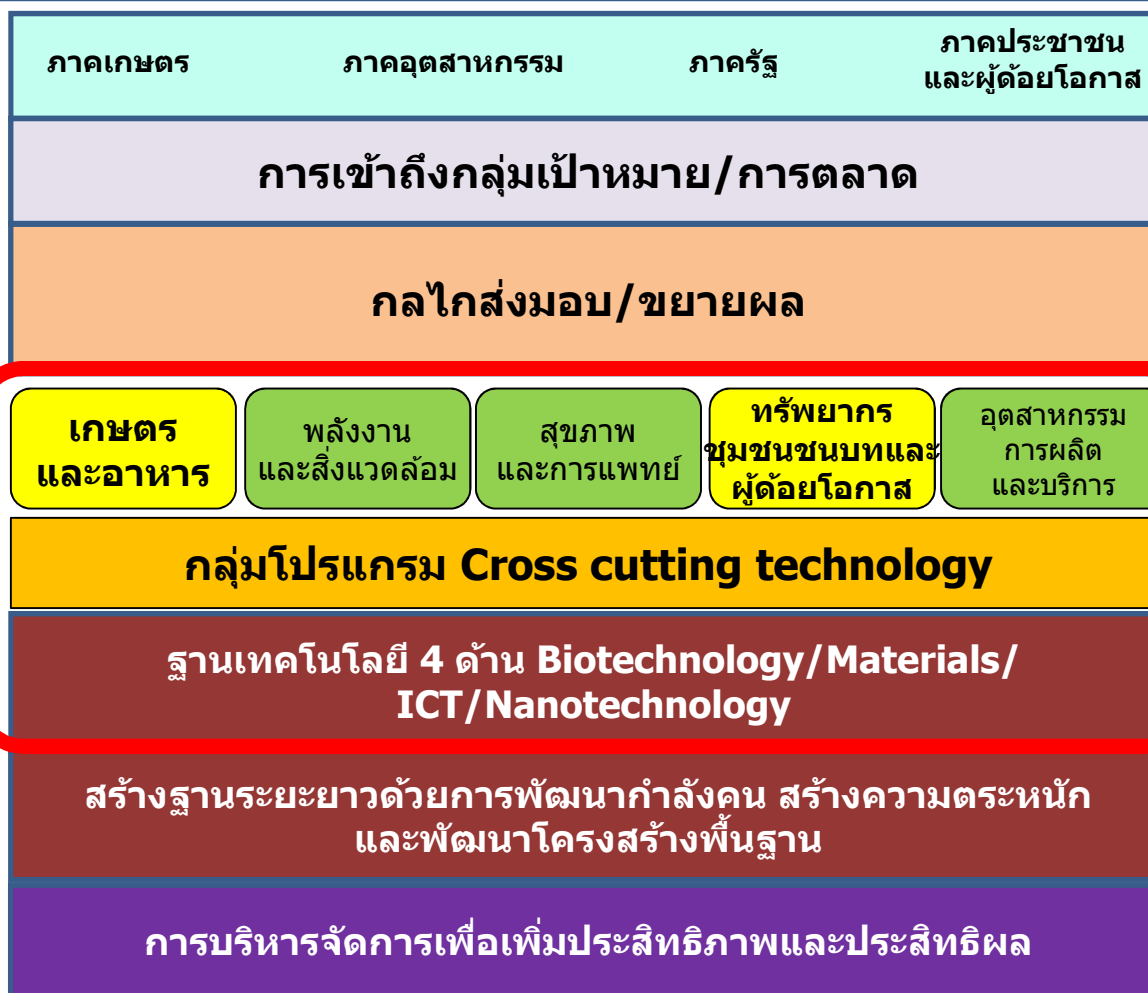 ภาคเกษตร ภาคอุตสาหกรรม ภาครัฐ ภาคประชาชน
และผู้ด้อยโอกาส
การเข้าถึงกลุ่มเป้าหมาย/การตลาด
กลไกส่งมอบ/ขยายผล
เกษตร
และอาหาร
พลังงาน
และสิ่งแวดล้อม
สุขภาพ
และการแพทย์
ทรัพยากร
ชุมชนชนบทและ
ผู้ด้อยโอกาส
อุตสาหกรรม
การผลิต
และบริการ
กลุ่มโปรแกรม Cross cutting technology
ฐานเทคโนโลยี 4 ด้าน Biotechnology/Materials/
ICT/Nanotechnology
สร้างฐานระยะยาวด้วยการพัฒนากำลังคน สร้างความตระหนัก
และพัฒนาโครงสร้างพื้นฐาน
การบริหารจัดการเพื่อเพิ่มประสิทธิภาพและประสิทธิผล